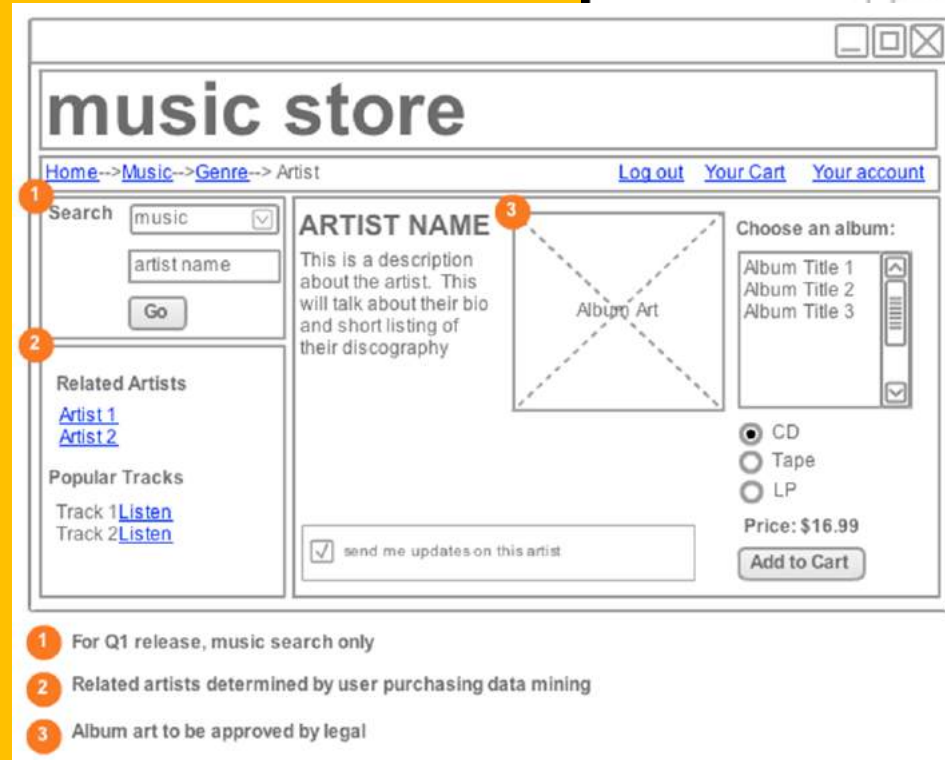 music store
Home-->Music-->Genre--> Artist
Log out Your Cart Your account
1
Search
music
artist name
Go
2
Related Artists
Artist 1
Artist 2
Popular Tracks
Track 1Listen
Track 2Listen
ARTIST NAME
This is a description
about the artist. This
will talk about their bio
and short listing of
their discography
3
Album Art
send me updates on this artist
Choose an album:
Album Title 1
Album Title 2
Album Title 3
CD
Tape
LP
Price: $16.99
Add to Cart
1 For Q1 release, music search only
2 Related artists determined by user purchasing data mining
3 Album art to be approved by legal